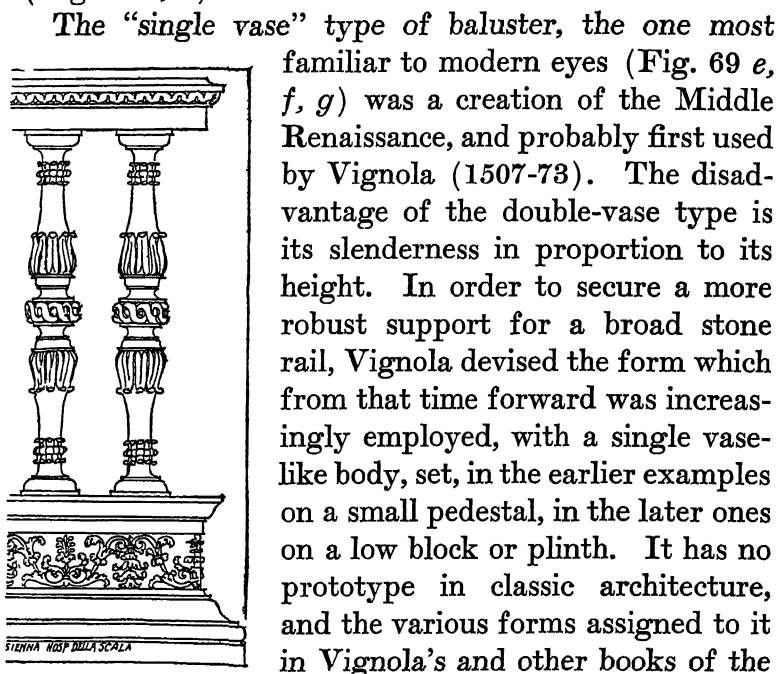 The “single vase” type of baluster, the one most
familiar to modern eyes (Fig. 69 e,
f, g) was a creation of the Middle
Renaissance, and probably first used
by Vignola (1507-73). The disad-
vantage of the double-vase type is
its slenderness in proportion to its
height. In order to secure a more
robust support for a broad stone
rail, Vignola devised the form which
from that time forward was increas-
ingly employed, with a single vase-
like body, set, in the earlier examples
on a small pedestal, in the later ones
on a low block or plinth. It has no
prototype in classic architecture,
and the various forms assigned to it
in Vignola's and other books of the
SIENNA HOSP DELLA SCALA